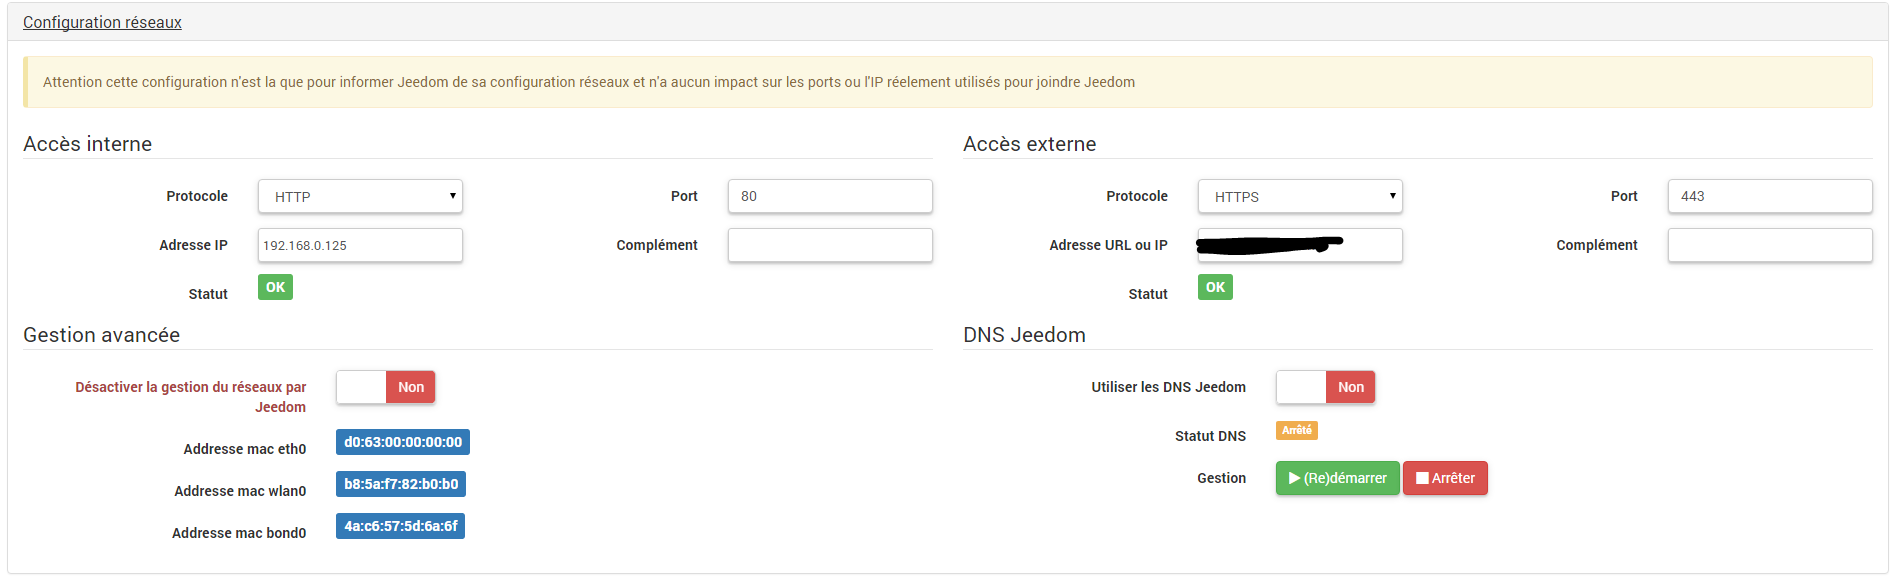 Configuration réseaux
Attention cette configuration n'est la que pour informer Jeedom de sa configuration réseaux et n'a aucun impact sur les ports ou l'IP réelement utilisés pour joindre Jeedom
Accès interne
Protocole HTTP Port 80
Adresse IP 192.168.0.125 Complément
Statut OK
Accès externe
Protocole HTTPS Port 443
Adresse URL ou IP Complément
Statut OK
Gestion avancée
Désactiver la gestion du réseaux par Non
Jeedom
Addresse mac eth0 d0:63:00:00:00:00
Addresse mac wlan0 b8:5a:f7:82:b0:b0
Addresse mac bond0 4a:c6:57:5d:6a:6f
DNS Jeedom
Utiliser les DNS Jeedom Non
Statut DNS Arrêté
Gestion (Re)démarrer Arrêter